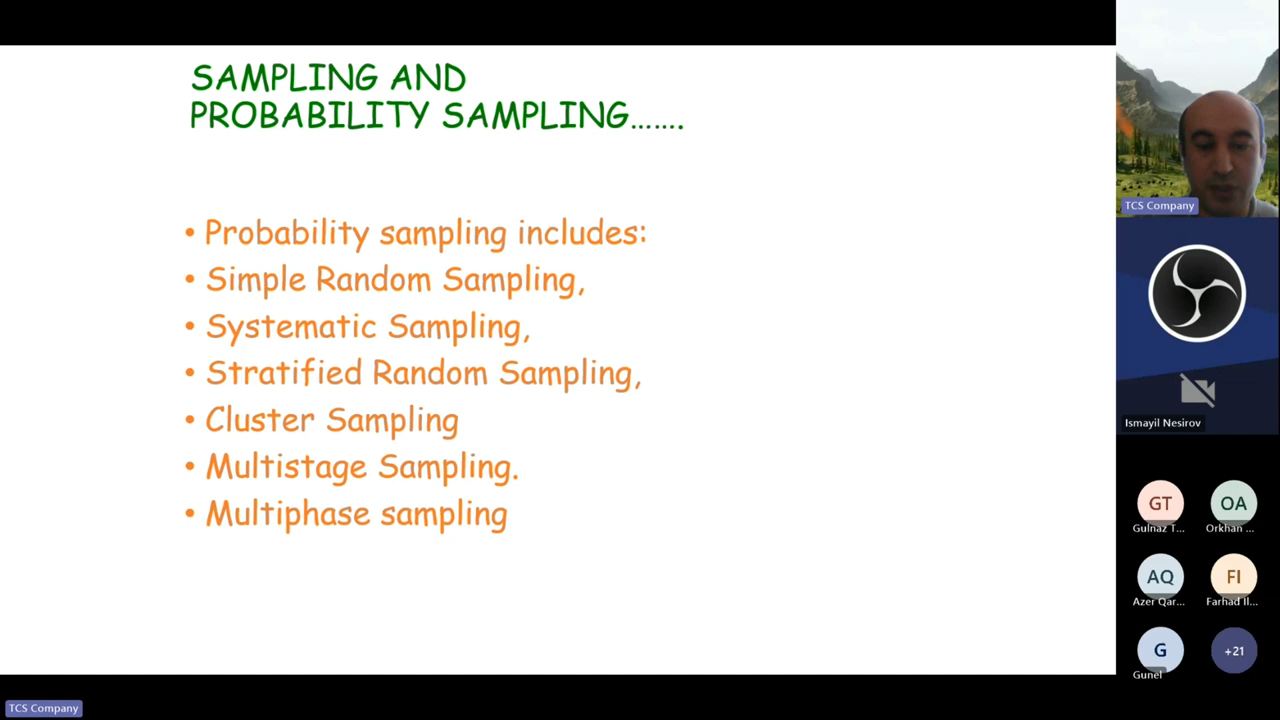 SAMPLING AND
PROBABILITY SAMPLING…….
• Probability sampling includes:
• Simple Random Sampling,
• Systematic Sampling,
• Stratified Random Sampling,
• Cluster Sampling
• Multistage Sampling.
• Multiphase sampling
TCS Company
Ismayil Nesirov
GT
Gulnaz T...
OA
Orkhan ...
AQ
Azer Qar...
FI
Farhad Il...
G
Gunel
+21
TCS Company